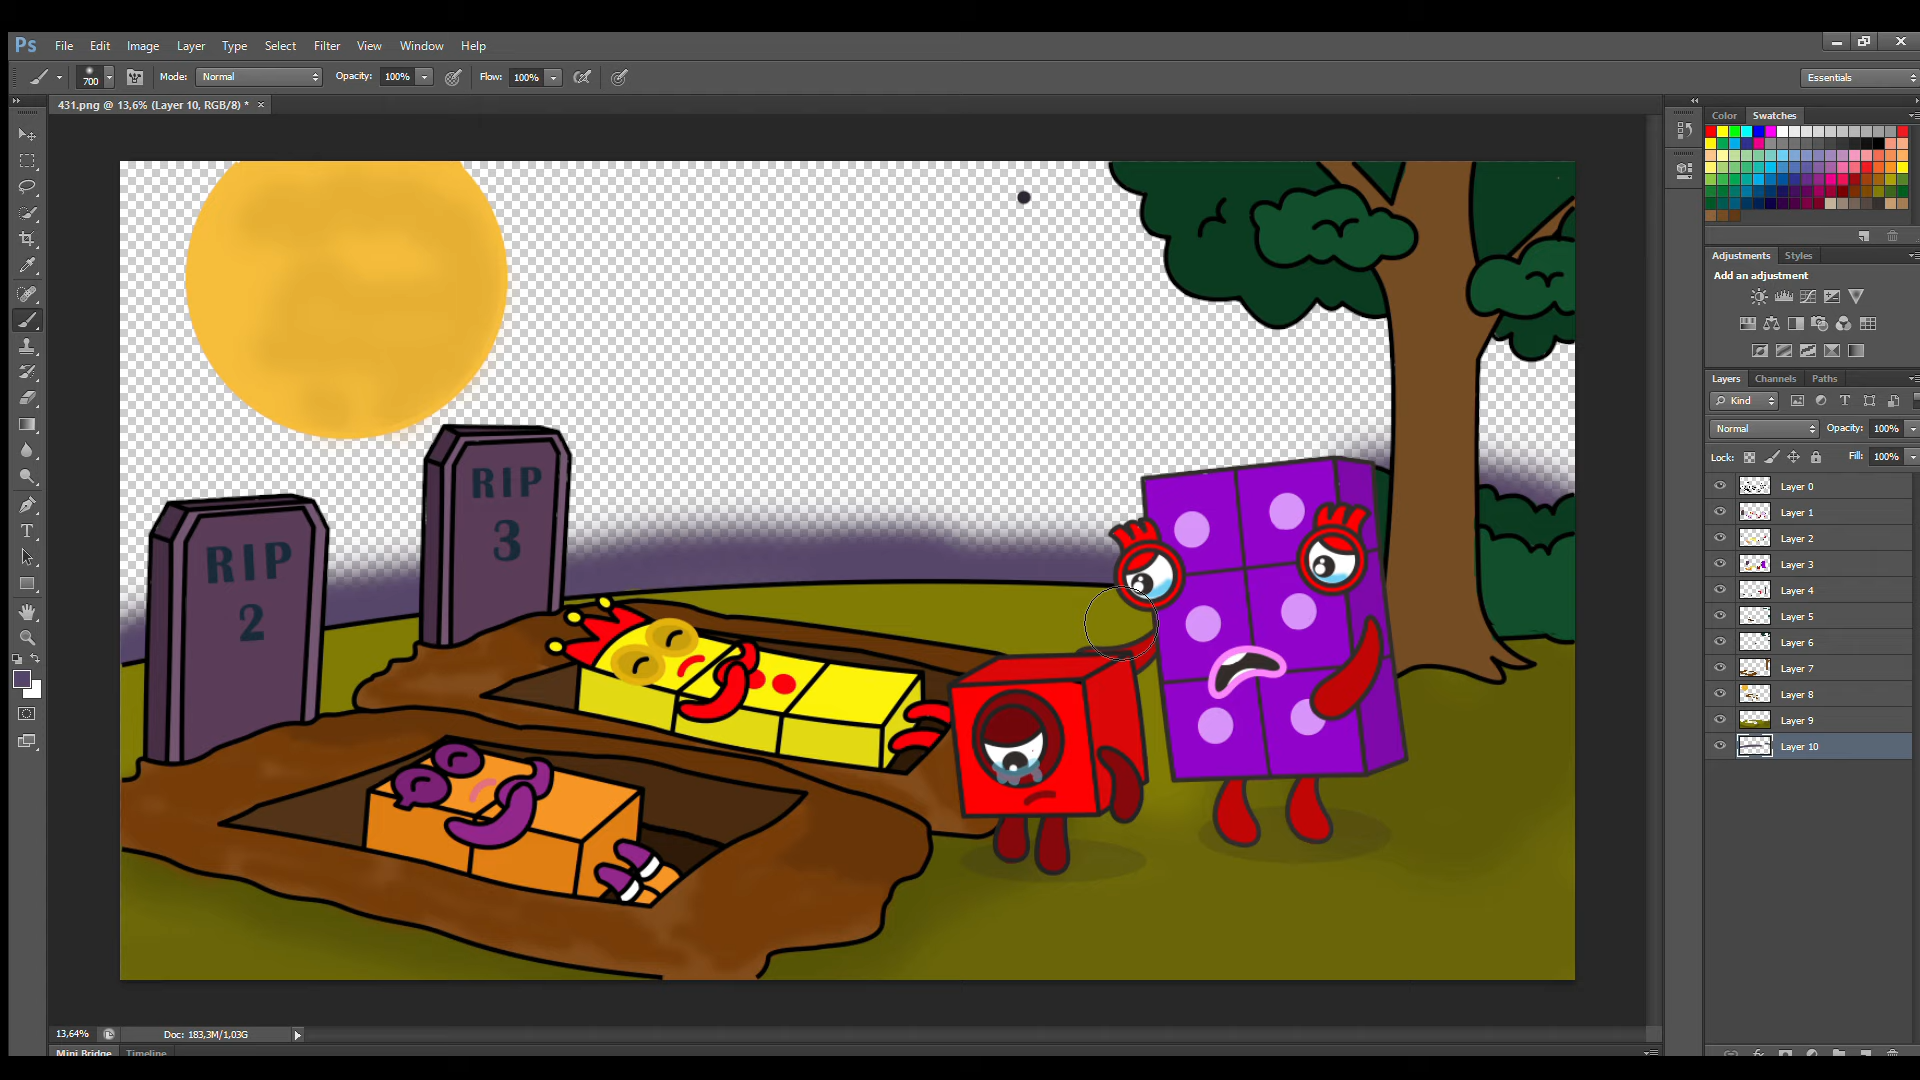 Ps File Edit Image Layer Type Select Filter View Window Help
700 Mode: Normal Opacity: 100% Flow: 100% Essentials
431.png @ 13,6% (Layer 10, RGB/8) * ×
Color Swatches
Adjustments Styles
Add an adjustment
Layers Channels Paths
Kind
Normal Opacity: 100%
Lock: Fill: 100%
Layer 0
Layer 1
Layer 2
Layer 3
Layer 4
Layer 5
Layer 6
Layer 7
Layer 8
Layer 9
Layer 10
RIP
3
RIP
2
13,64% Doc: 183,3M/1,03G
Mini Bridge Timeline